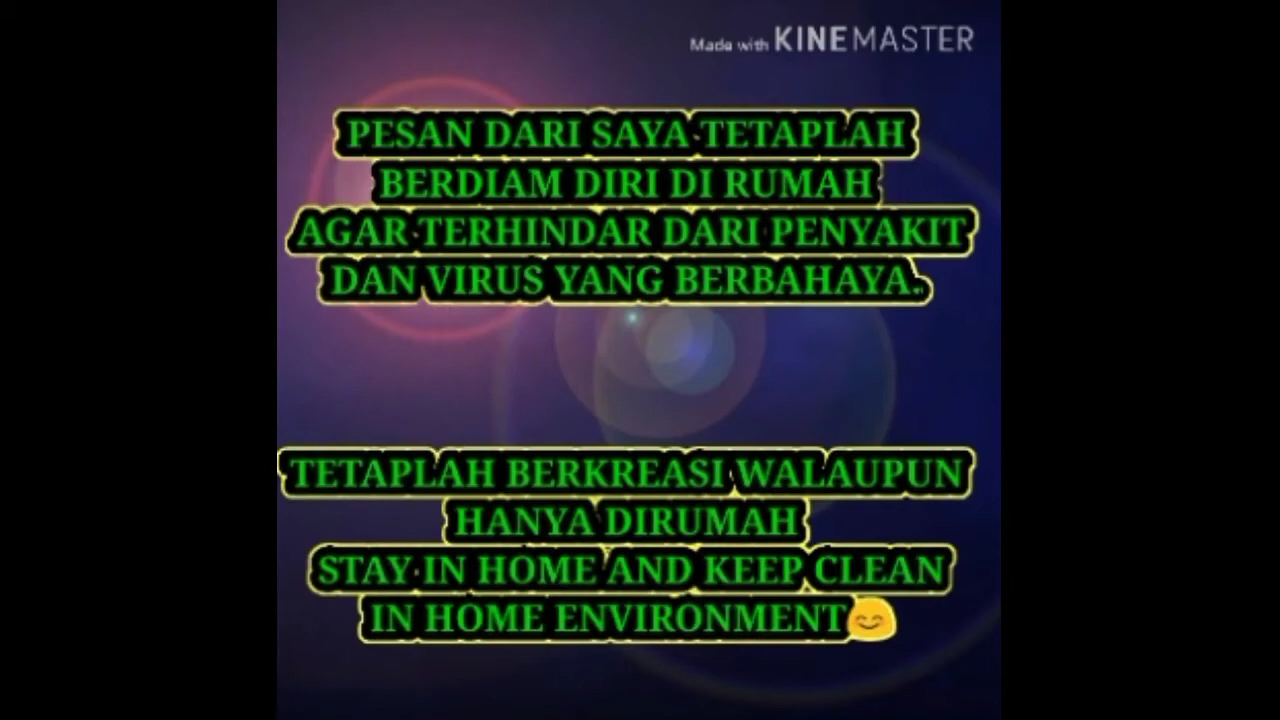 Made with KINEMASTER
PESAN DARI SAYA TETAPLAH
BERDIAM DIRI DI RUMAH
AGAR TERHINDAR DARI PENYAKIT
DAN VIRUS YANG BERBAHAYA..
TETAPLAH BERKREASI WALAUPUN
HANYA DIRUMAH
STAY IN HOME AND KEEP CLEAN
IN HOME ENVIRONMENT😊